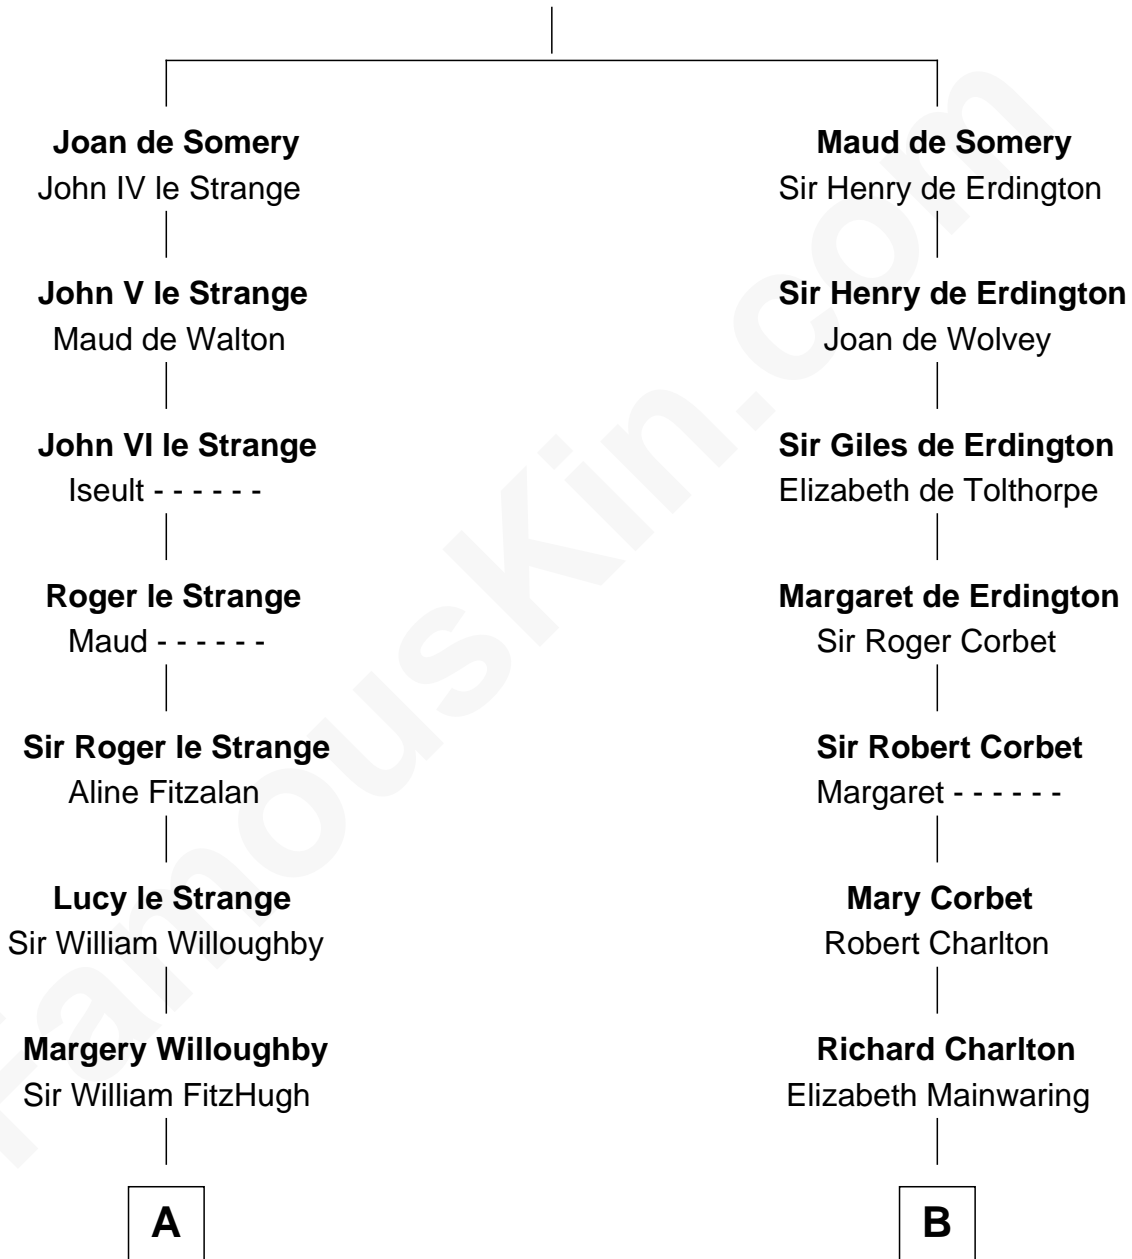 Joan de Somery
John IV le Strange
John V le Strange
Maud de Walton
John VI le Strange
Iseult - - - - - -
Roger le Strange
Maud - - - - - -
Sir Roger le Strange
Aline Fitzalan
Lucy le Strange
Sir William Willoughby
Margery Willoughby
Sir William FitzHugh
A
Maud de Somery
Sir Henry de Erdington
Sir Henry de Erdington
Joan de Wolvey
Sir Giles de Erdington
Elizabeth de Tolthorpe
Margaret de Erdington
Sir Roger Corbet
Sir Robert Corbet
Margaret - - - - - -
Mary Corbet
Robert Charlton
Richard Charlton
Elizabeth Mainwaring
B
FamousKin.com